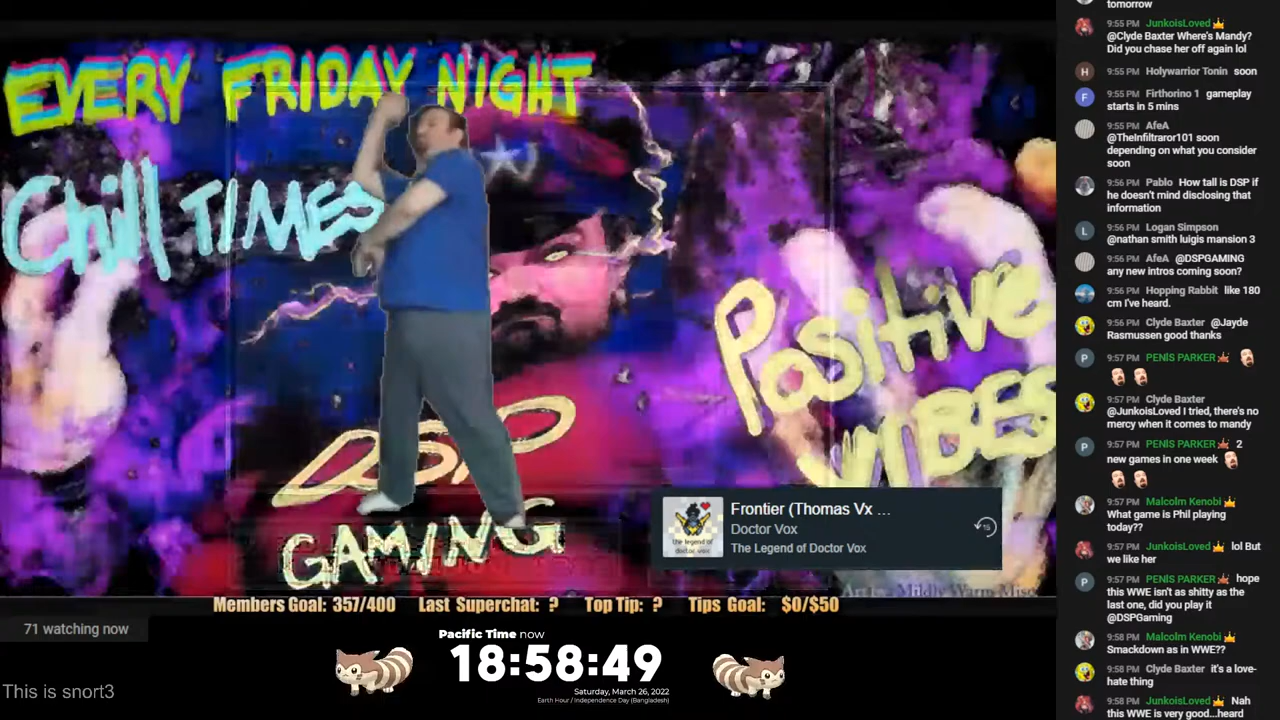 EVERY FRIDAY NIGHT
Chill TIMES
Positive
VIBES
DSP
GAMING
Frontier (Thomas Vx ...
Doctor Vox
The Legend of Doctor Vox
the legend of
doctor vox
15
Members Goal: 357/400 Last Superchat: ? Top Tip: ? Tips Goal: $0/$50
71 watching now
Pacific Time now
18:58:49
Saturday, March 26, 2022
Earth Hour / Independence Day (Bangladesh)
This is snort3
tomorrow
9:55 PM JunkoisLoved
@Clyde Baxter Where's Mandy?
Did you chase her off again lol
H
9:55 PM Holywarrior Tonin soon
F
9:55 PM Firthorino 1 gameplay
starts in 5 mins
9:55 PM AfeA
@TheInfiltraror101 soon
depending on what you consider
soon
9:56 PM Pablo How tall is DSP if
he doesn't mind disclosing that
information
L
9:56 PM Logan Simpson
@nathan smith luigis mansion 3
9:56 PM AfeA @DSPGAMING
any new intros coming soon?
9:56 PM Hopping Rabbit like 180
cm I've heard.
9:56 PM Clyde Baxter @Jayde
Rasmussen good thanks
P
9:57 PM PENİS PARKER
9:57 PM Clyde Baxter
@JunkoisLoved I tried, there's no
mercy when it comes to mandy
P
9:57 PM PENİS PARKER 2
new games in one week
9:57 PM Malcolm Kenobi
What game is Phil playing
today??
9:57 PM JunkoisLoved lol But
we like her
P
9:57 PM PENİS PARKER hope
this WWE isn't as shitty as the
last one, did you play it
@DSPGaming
9:58 PM Malcolm Kenobi
Smackdown as in WWE??
9:58 PM Clyde Baxter it's a love-
hate thing
9:58 PM JunkoisLoved Nah
this WWE is very good...heard